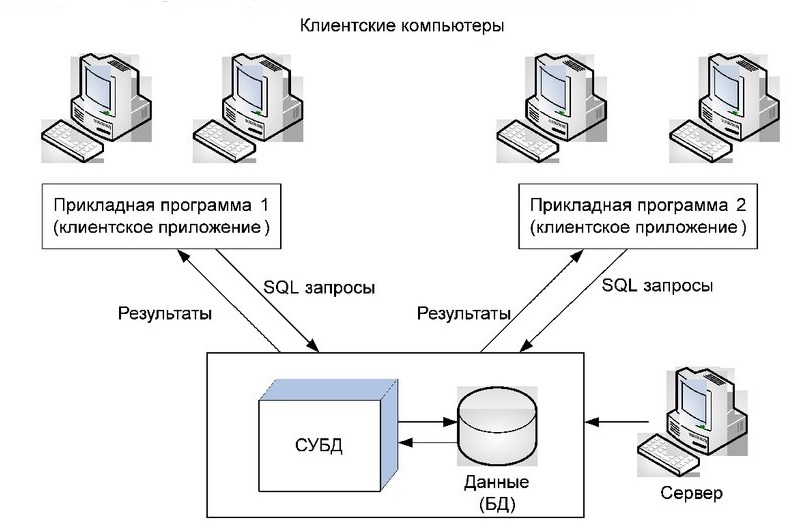 Клиентские компьютеры
Прикладная программа 1
(клиентское приложение)
Прикладная программа 2
(клиентское приложение)
SQL запросы
Результаты
SQL запросы
Результаты
СУБД
Данные
(БД)
Сервер